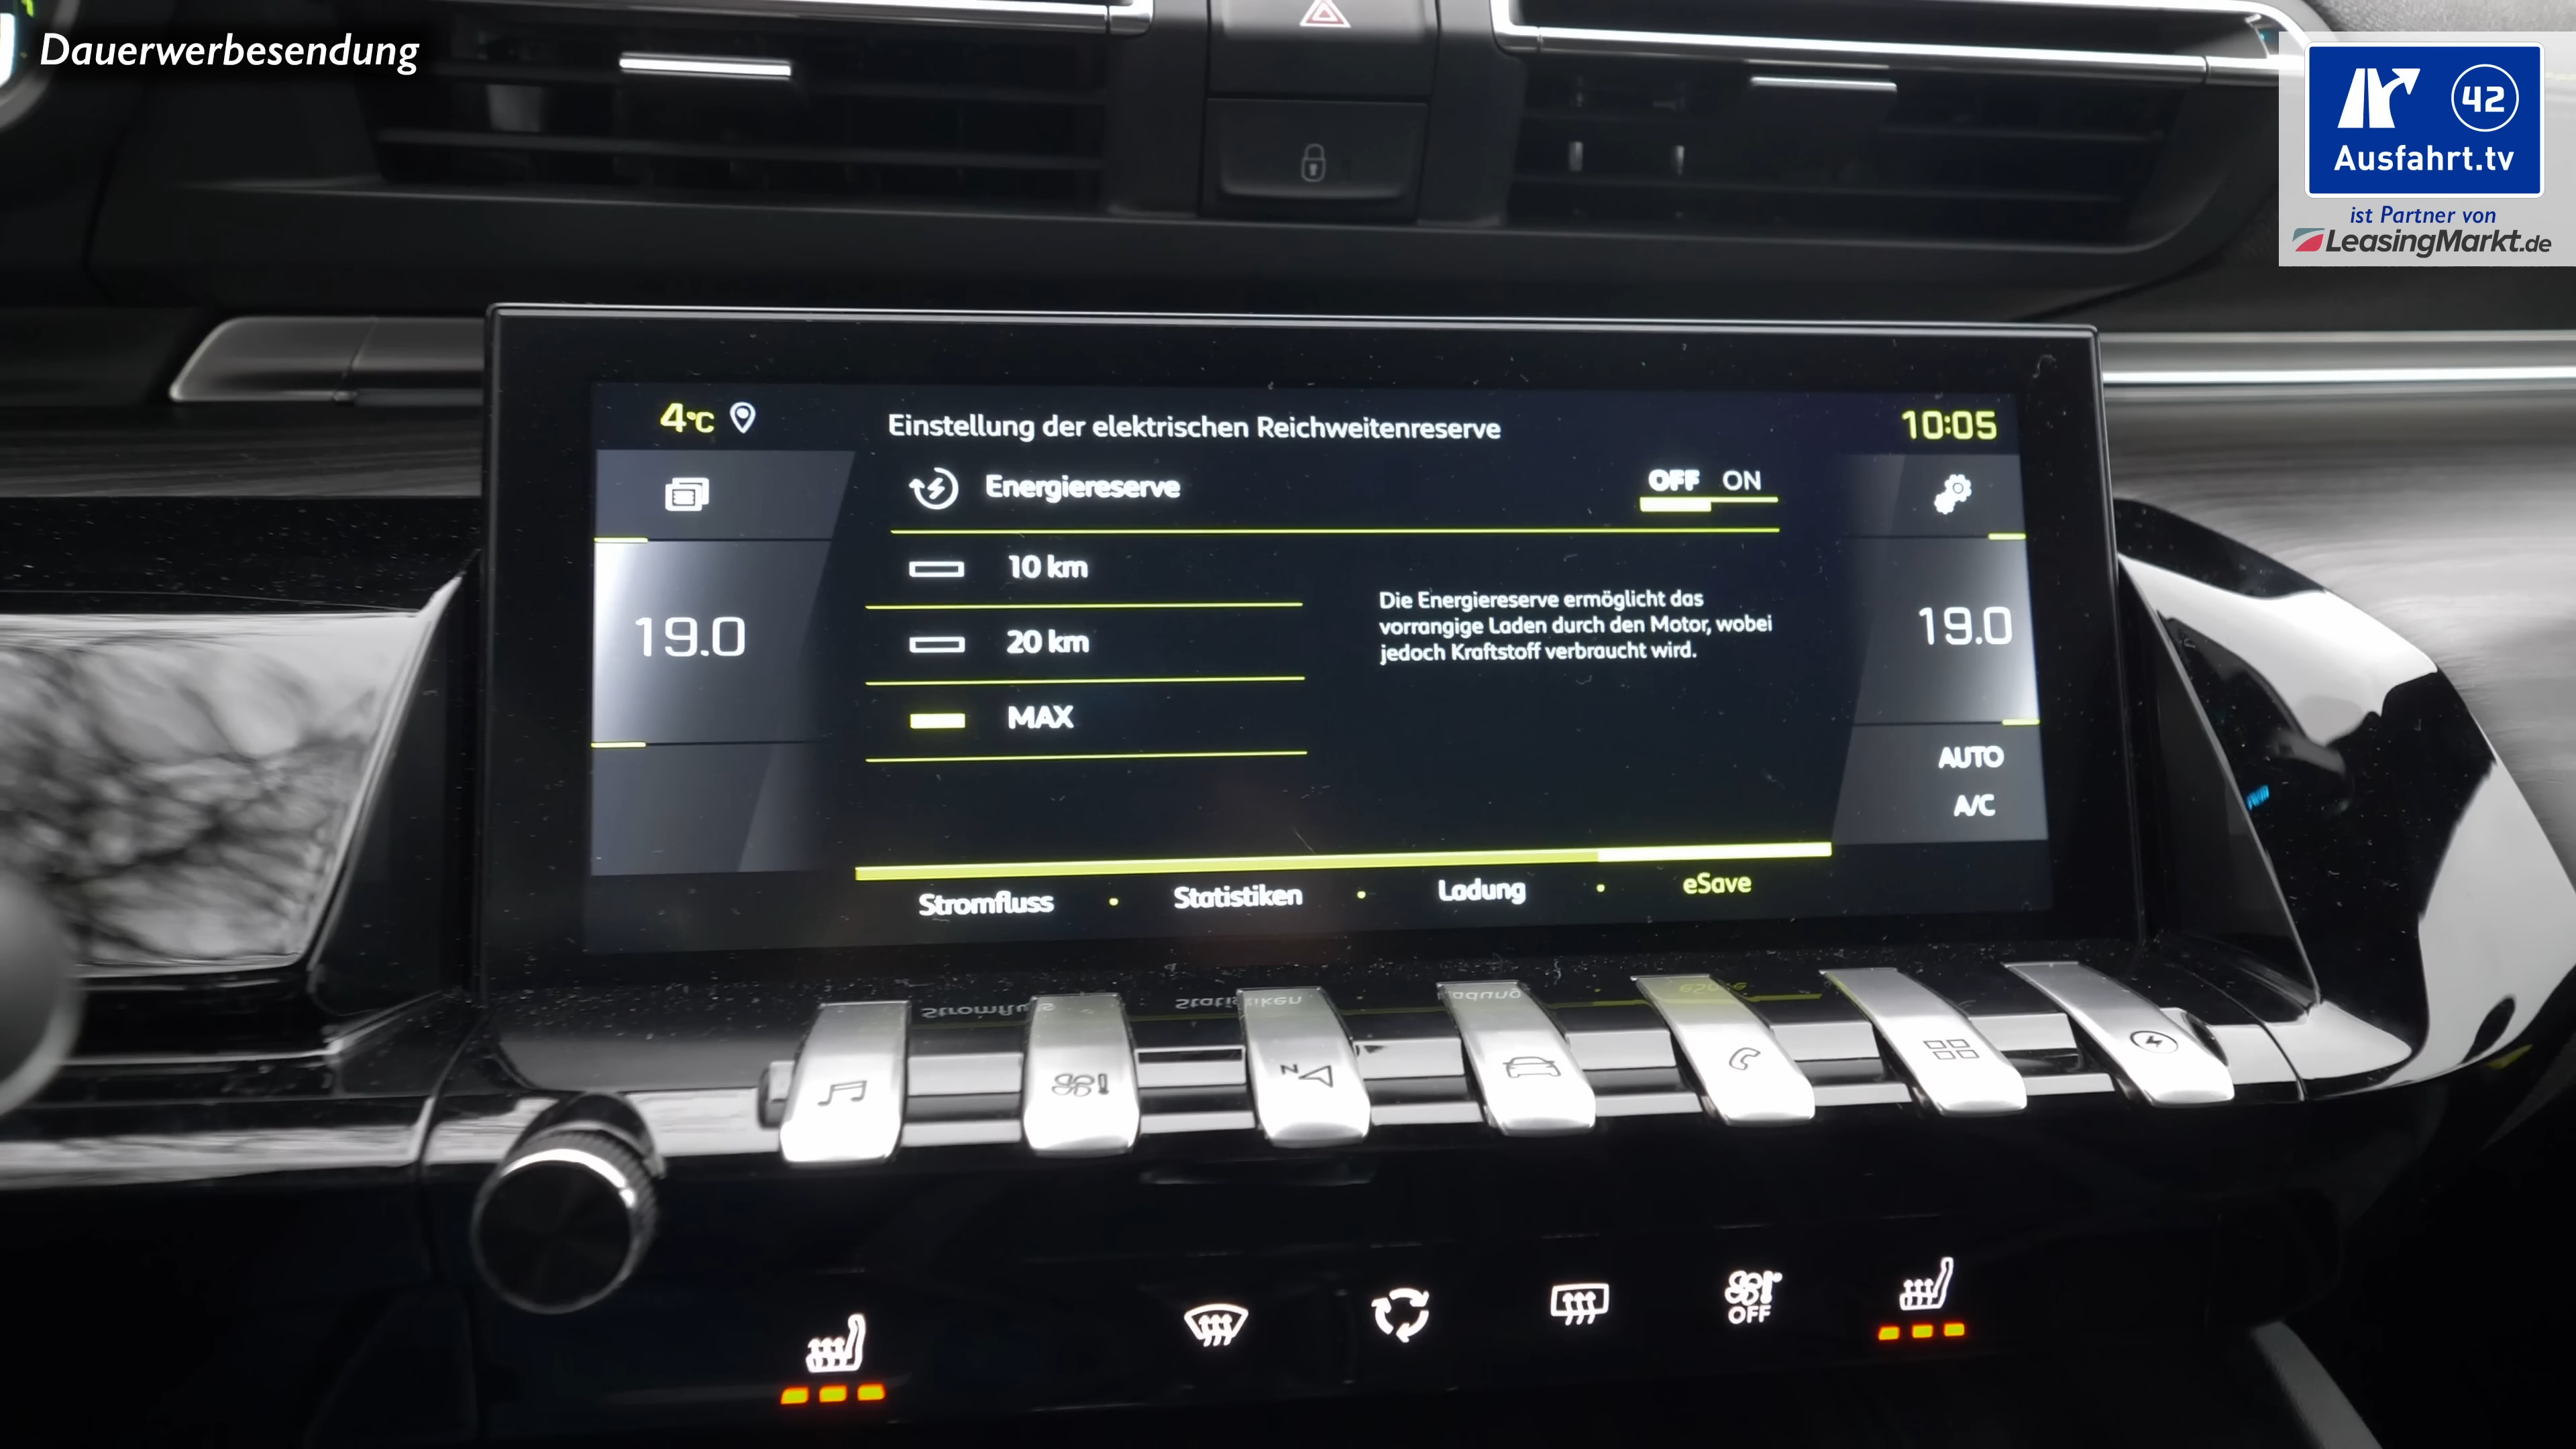 Dauerwerbesendung
42
Ausfahrt.tv
ist Partner von
LeasingMarkt.de
4°C
Einstellung der elektrischen Reichweitenreserve
10:05
Energiereserve
OFF ON
10 km
20 km
MAX
Die Energiereserve ermöglicht das
vorrangige Laden durch den Motor, wobei
jedoch Kraftstoff verbraucht wird.
19.0
19.0
AUTO
A/C
Stromfluss · Statistiken · Ladung · eSave
N
OFF